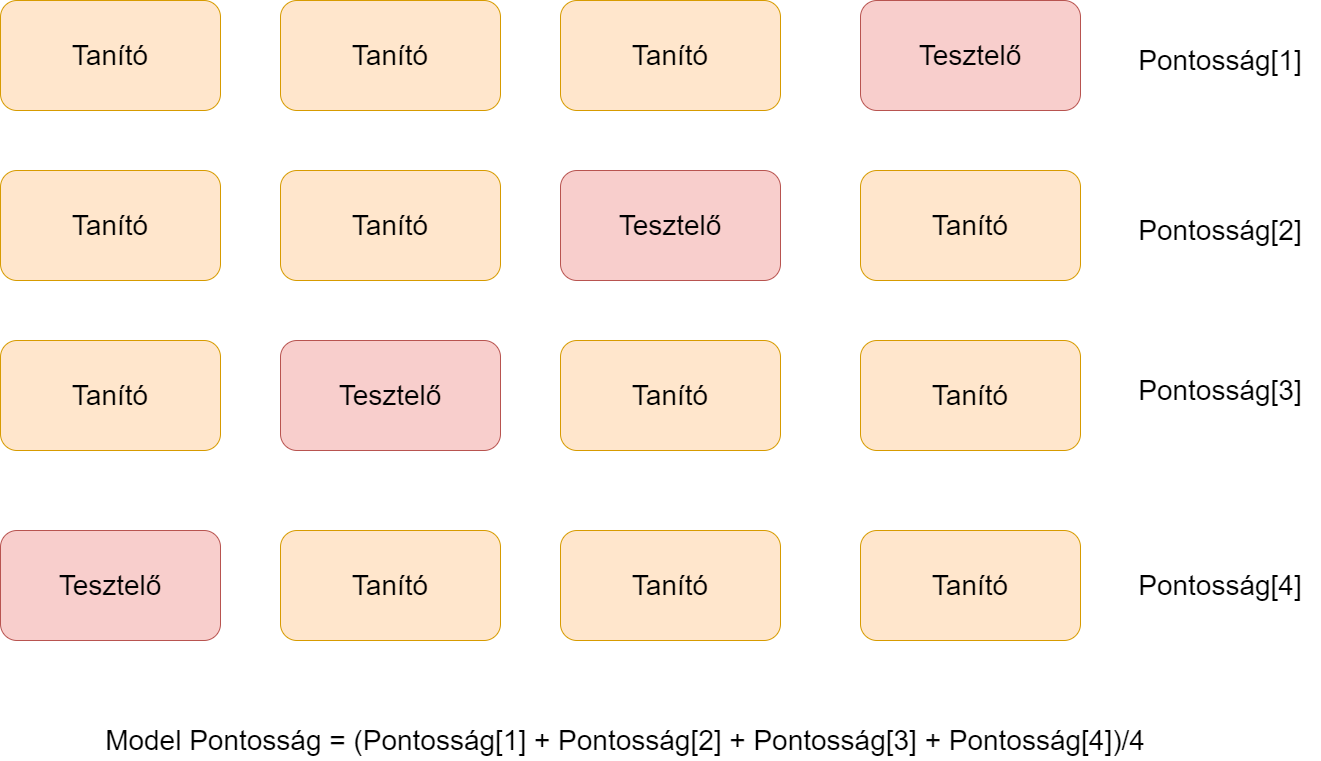 Tanító Tanító Tanító Tesztelő Pontosság[1]
Tanító Tanító Tesztelő Tanító Pontosság[2]
Tanító Tesztelő Tanító Tanító Pontosság[3]
Tesztelő Tanító Tanító Tanító Pontosság[4]
Model Pontosság = (Pontosság[1] + Pontosság[2] + Pontosság[3] + Pontosság[4])/4